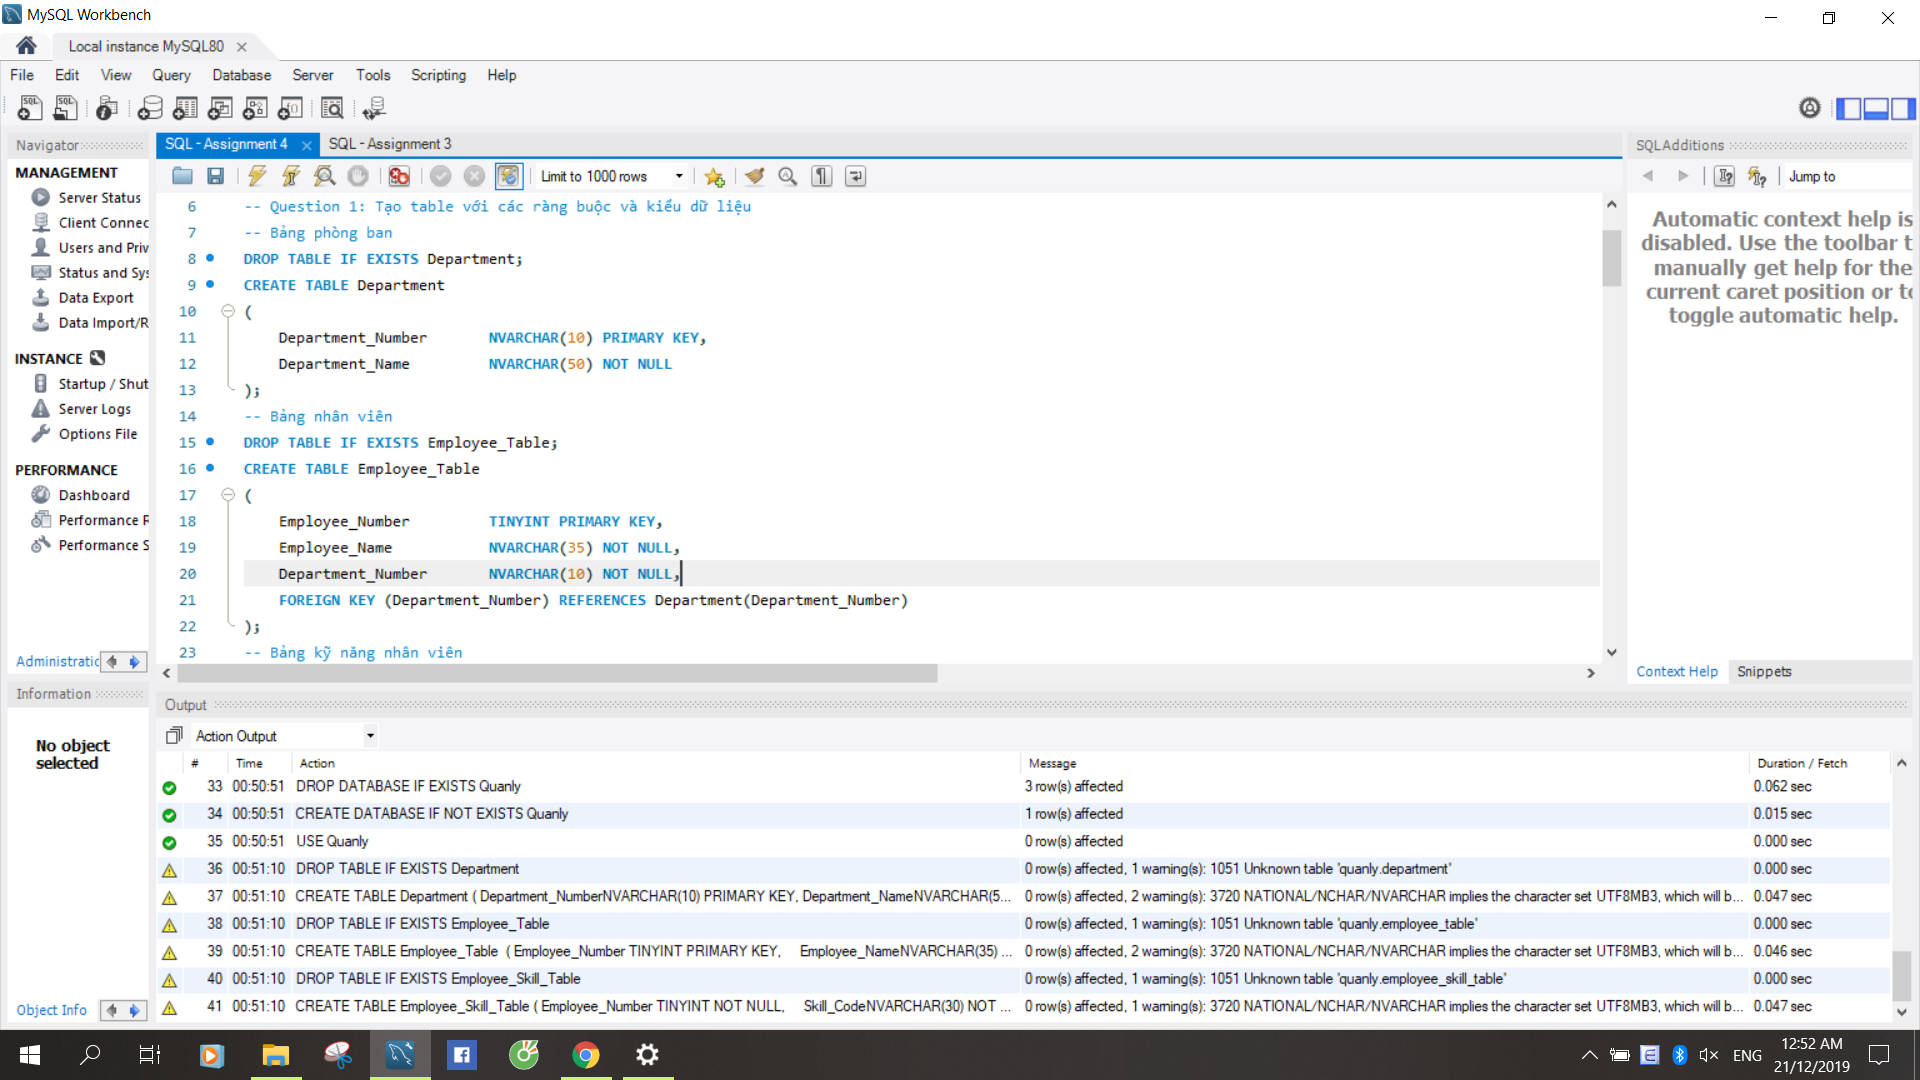 MySQL Workbench
Local instance MySQL80
File Edit View Query Database Server Tools Scripting Help
Navigator
MANAGEMENT
Server Status
Client Connec
Users and Priv
Status and Sys
Data Export
Data Import/R
INSTANCE
Startup / Shut
Server Logs
Options File
PERFORMANCE
Dashboard
Performance R
Performance S
Administratic
Information
No object
selected
Object Info
SQL - Assignment 4
SQL - Assignment 3
Limit to 1000 rows
6 -- Question 1: Tạo table với các ràng buộc và kiểu dữ liệu
7 -- Bảng phòng ban
8 DROP TABLE IF EXISTS Department;
9 CREATE TABLE Department
10 (
11 Department_Number NVARCHAR(10) PRIMARY KEY,
12 Department_Name NVARCHAR(50) NOT NULL
13 );
14 -- Bảng nhân viên
15 DROP TABLE IF EXISTS Employee_Table;
16 CREATE TABLE Employee_Table
17 (
18 Employee_Number TINYINT PRIMARY KEY,
19 Employee_Name NVARCHAR(35) NOT NULL,
20 Department_Number NVARCHAR(10) NOT NULL,
21 FOREIGN KEY (Department_Number) REFERENCES Department(Department_Number)
22 );
23 -- Bảng kỹ năng nhân viên
SQLAdditions
Jump to
Automatic context help is
disabled. Use the toolbar t
manually get help for the
current caret position or to
toggle automatic help.
Context Help Snippets
Output
Action Output
# Time Action Message Duration / Fetch
33 00:50:51 DROP DATABASE IF EXISTS Quanly 3 row(s) affected 0.062 sec
34 00:50:51 CREATE DATABASE IF NOT EXISTS Quanly 1 row(s) affected 0.015 sec
35 00:50:51 USE Quanly 0 row(s) affected 0.000 sec
36 00:51:10 DROP TABLE IF EXISTS Department 0 row(s) affected, 1 warning(s): 1051 Unknown table 'quanly.department' 0.000 sec
37 00:51:10 CREATE TABLE Department ( Department_NumberNVARCHAR(10) PRIMARY KEY, Department_NameNVARCHAR(5... 0 row(s) affected, 2 warning(s): 3720 NATIONAL/NCHAR/NVARCHAR implies the character set UTF8MB3, which will b... 0.047 sec
38 00:51:10 DROP TABLE IF EXISTS Employee_Table 0 row(s) affected, 1 warning(s): 1051 Unknown table 'quanly.employee_table' 0.000 sec
39 00:51:10 CREATE TABLE Employee_Table ( Employee_Number TINYINT PRIMARY KEY, Employee_NameNVARCHAR(35) ... 0 row(s) affected, 2 warning(s): 3720 NATIONAL/NCHAR/NVARCHAR implies the character set UTF8MB3, which will b... 0.046 sec
40 00:51:10 DROP TABLE IF EXISTS Employee_Skill_Table 0 row(s) affected, 1 warning(s): 1051 Unknown table 'quanly.employee_skill_table' 0.000 sec
41 00:51:10 CREATE TABLE Employee_Skill_Table ( Employee_Number TINYINT NOT NULL, Skill_CodeNVARCHAR(30) NOT ... 0 row(s) affected, 1 warning(s): 3720 NATIONAL/NCHAR/NVARCHAR implies the character set UTF8MB3, which will b... 0.047 sec
ENG
12:52 AM
21/12/2019